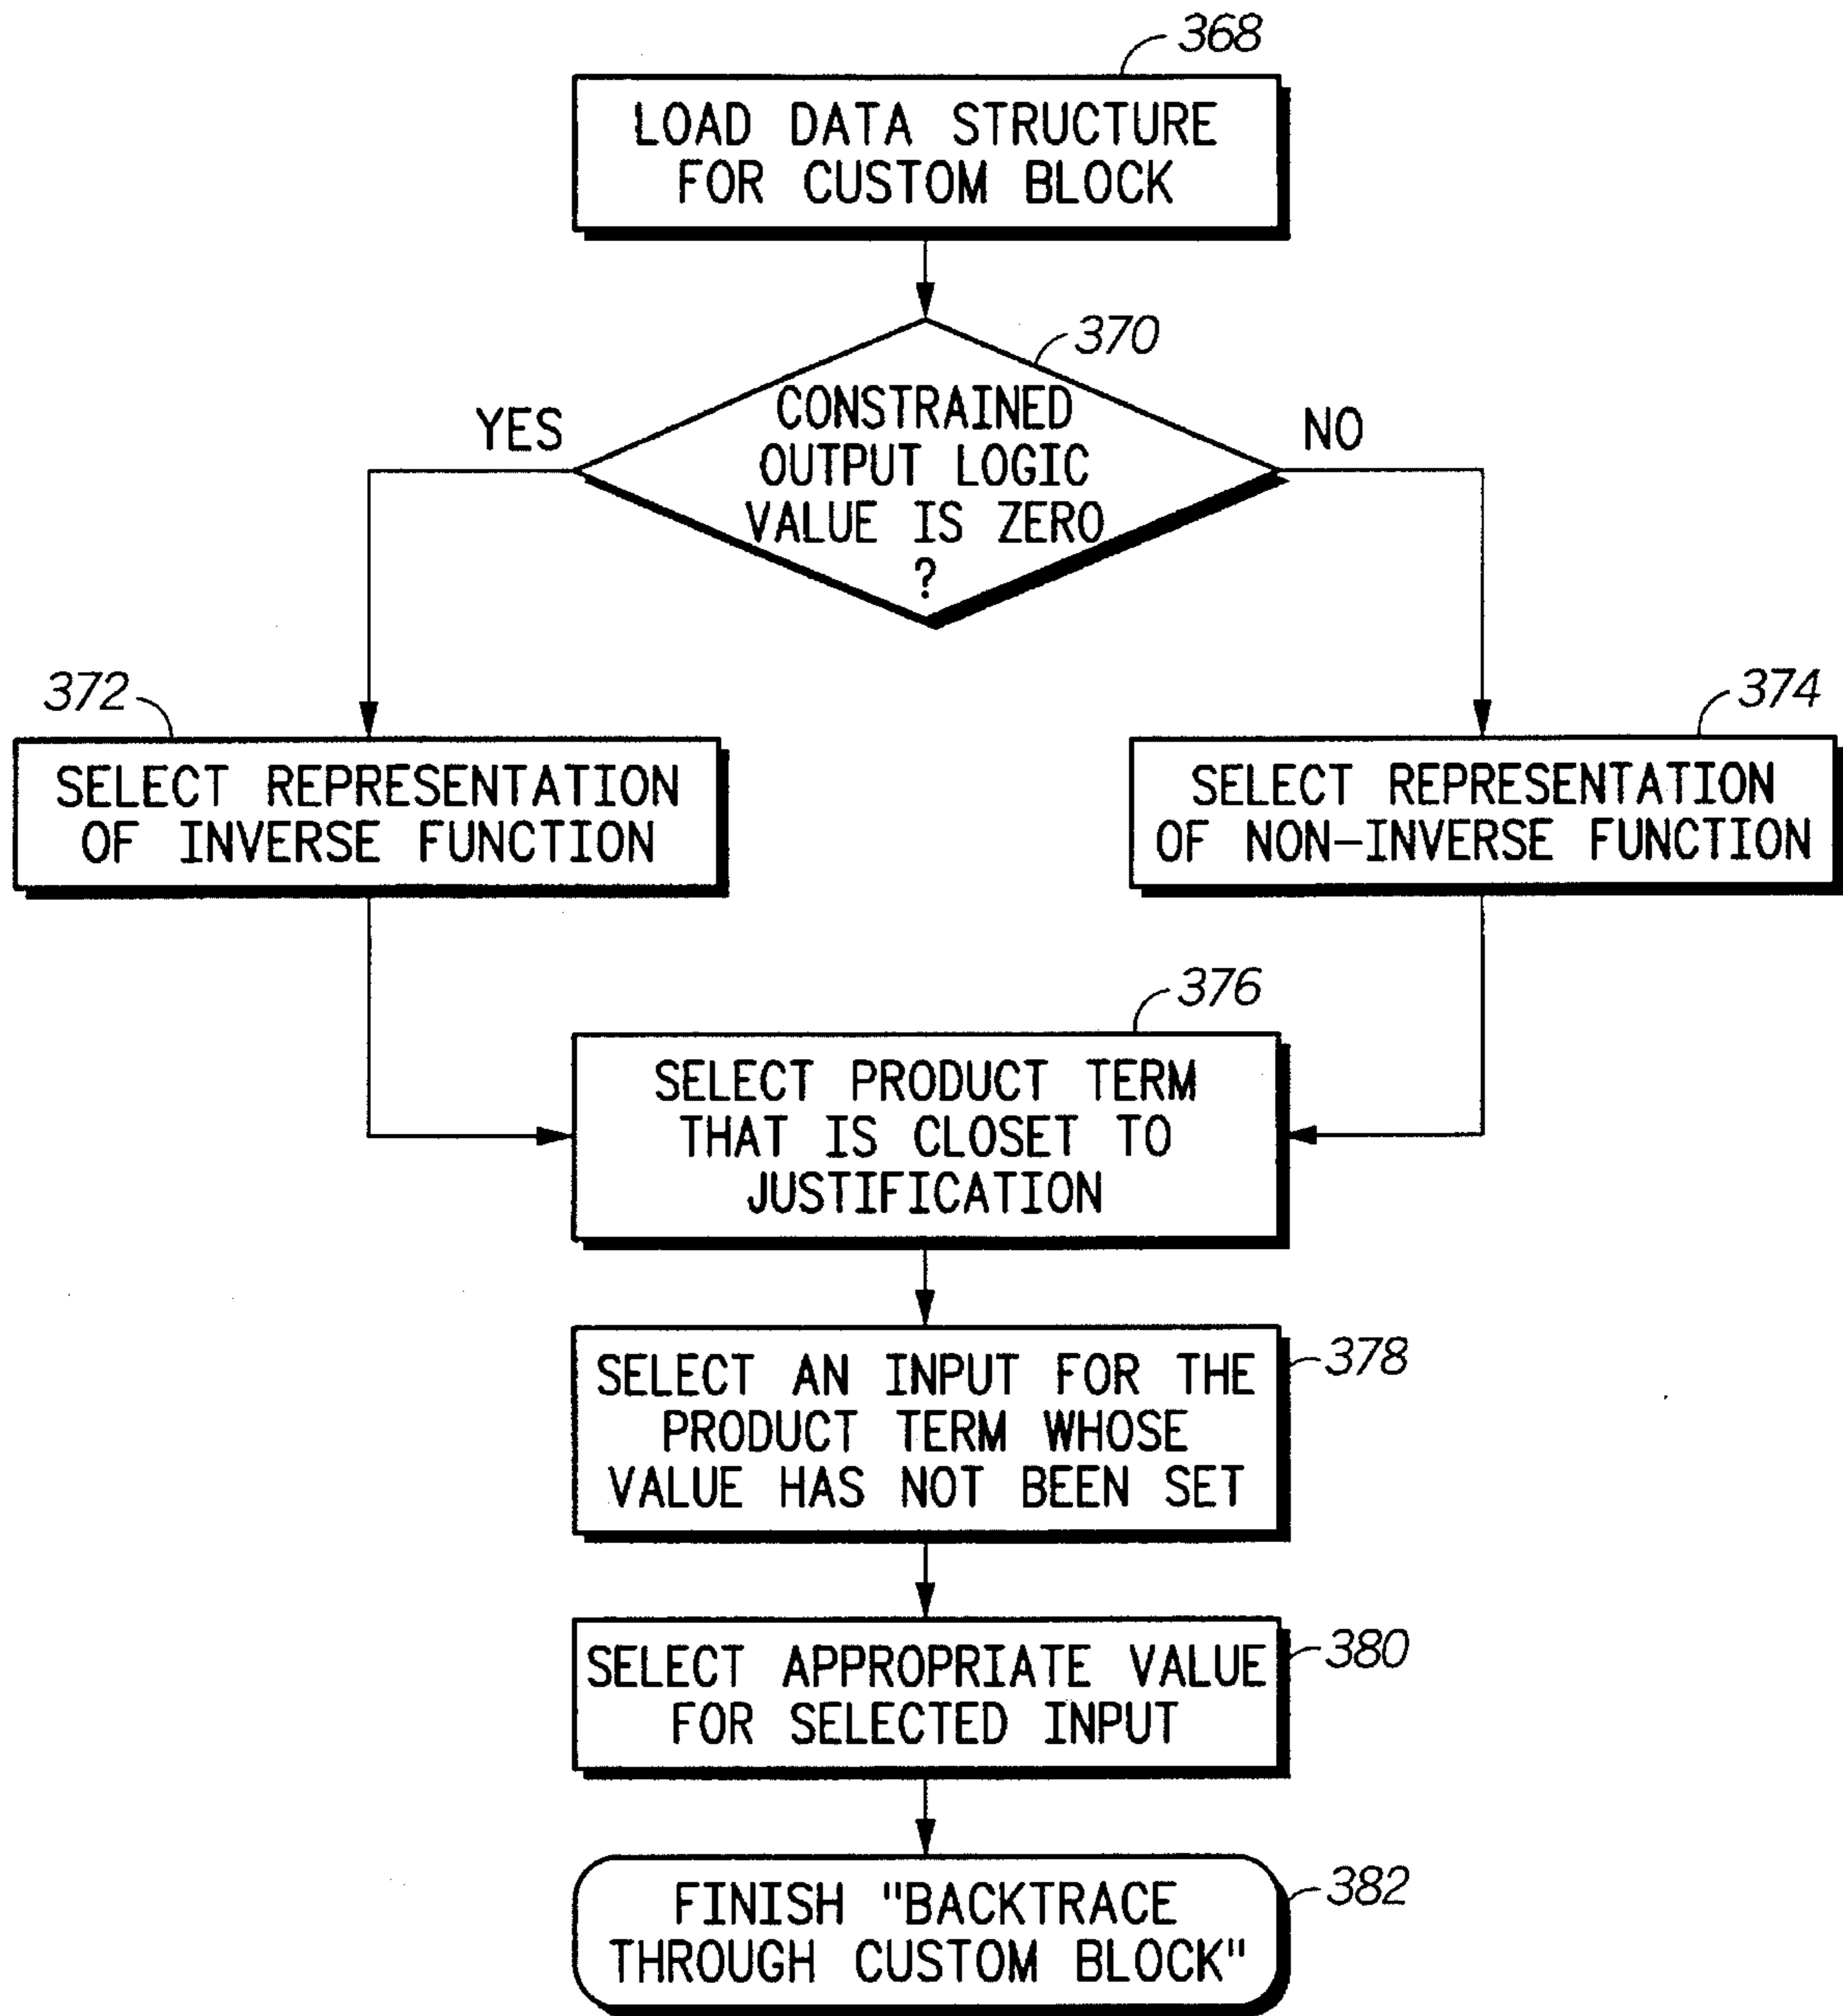 368
LOAD DATA STRUCTURE
FOR CUSTOM BLOCK
370
CONSTRAINED
OUTPUT LOGIC
VALUE IS ZERO
?
YES
NO
372
SELECT REPRESENTATION
OF INVERSE FUNCTION
374
SELECT REPRESENTATION
OF NON-INVERSE FUNCTION
376
SELECT PRODUCT TERM
THAT IS CLOSET TO
JUSTIFICATION
SELECT AN INPUT FOR THE
PRODUCT TERM WHOSE
VALUE HAS NOT BEEN SET
378
SELECT APPROPRIATE VALUE
FOR SELECTED INPUT
380
FINISH "BACKTRACE
THROUGH CUSTOM BLOCK"
382